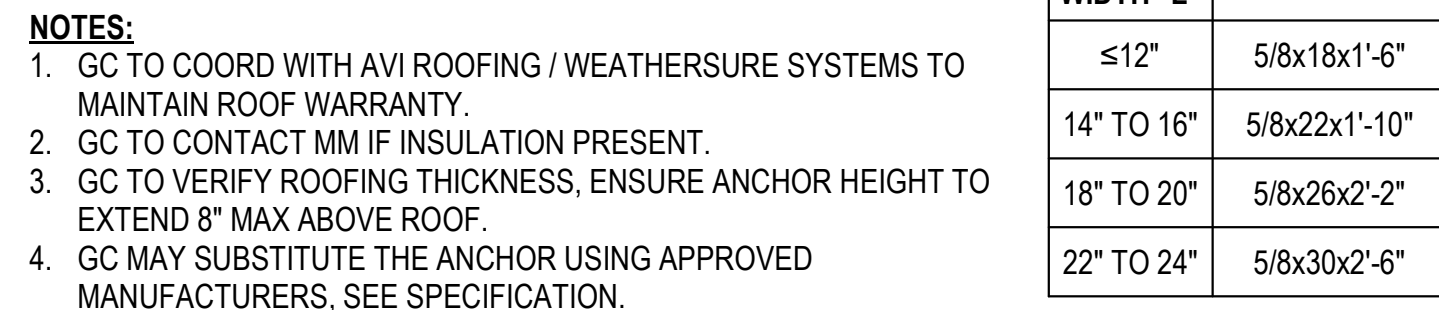 NOTES:
1. GC TO COORD WITH AVI ROOFING / WEATHERSURE SYSTEMS TO
MAINTAIN ROOF WARRANTY.
2. GC TO CONTACT MM IF INSULATION PRESENT.
3. GC TO VERIFY ROOFING THICKNESS, ENSURE ANCHOR HEIGHT TO
EXTEND 8" MAX ABOVE ROOF.
4. GC MAY SUBSTITUTE THE ANCHOR USING APPROVED
MANUFACTURERS, SEE SPECIFICATION.
≤12" 5/8x18x1'-6"
14" TO 16" 5/8x22x1'-10"
18" TO 20" 5/8x26x2'-2"
22" TO 24" 5/8x30x2'-6"